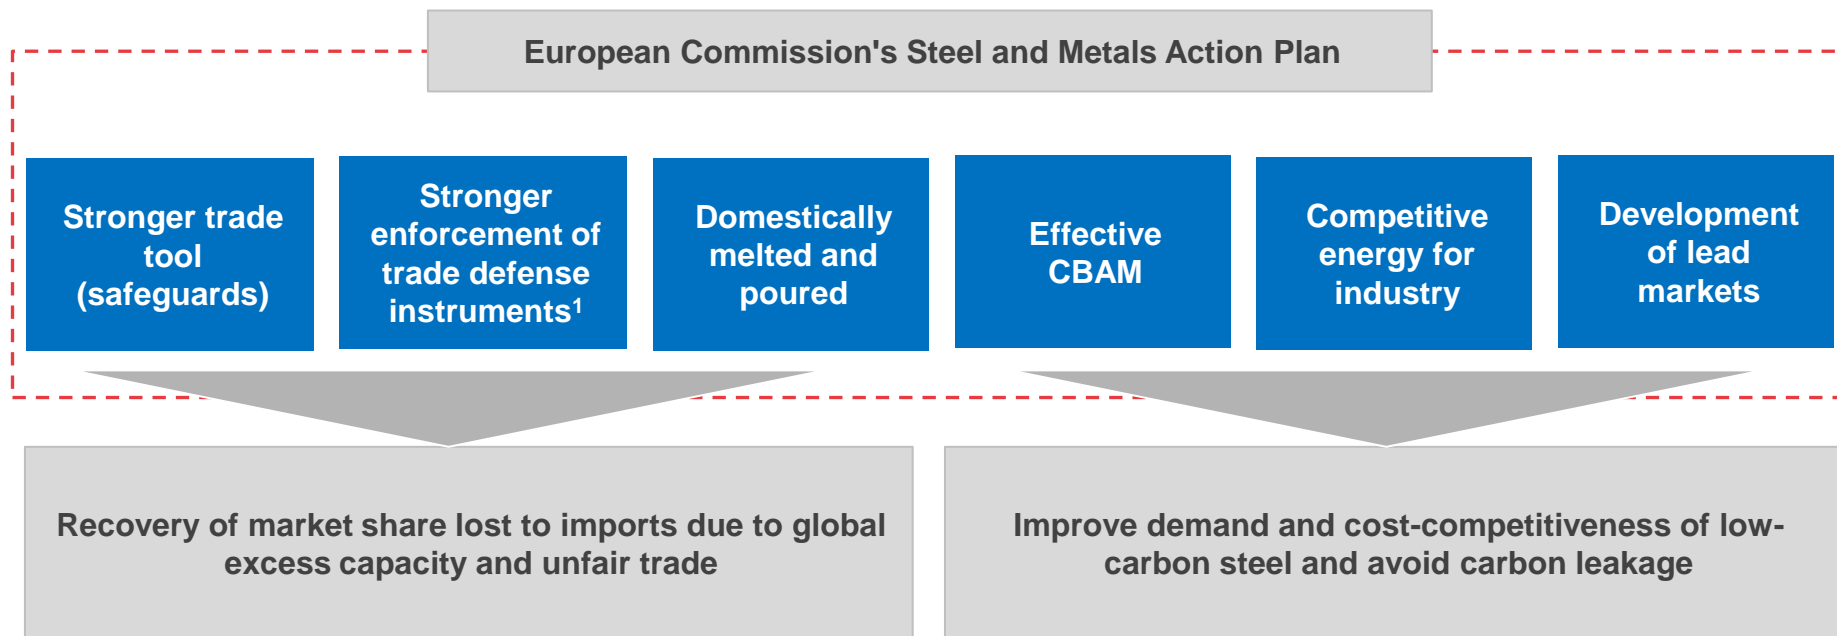 European Commission's Steel and Metals Action Plan
Stronger trade
tool
(safeguards)
Stronger
enforcement of
trade defense
instruments¹
Domestically
melted and
poured
Effective
CBAM
Competitive
energy for
industry
Development
of lead
markets
Recovery of market share lost to imports due to global
excess capacity and unfair trade
Improve demand and cost-competitiveness of low-
carbon steel and avoid carbon leakage